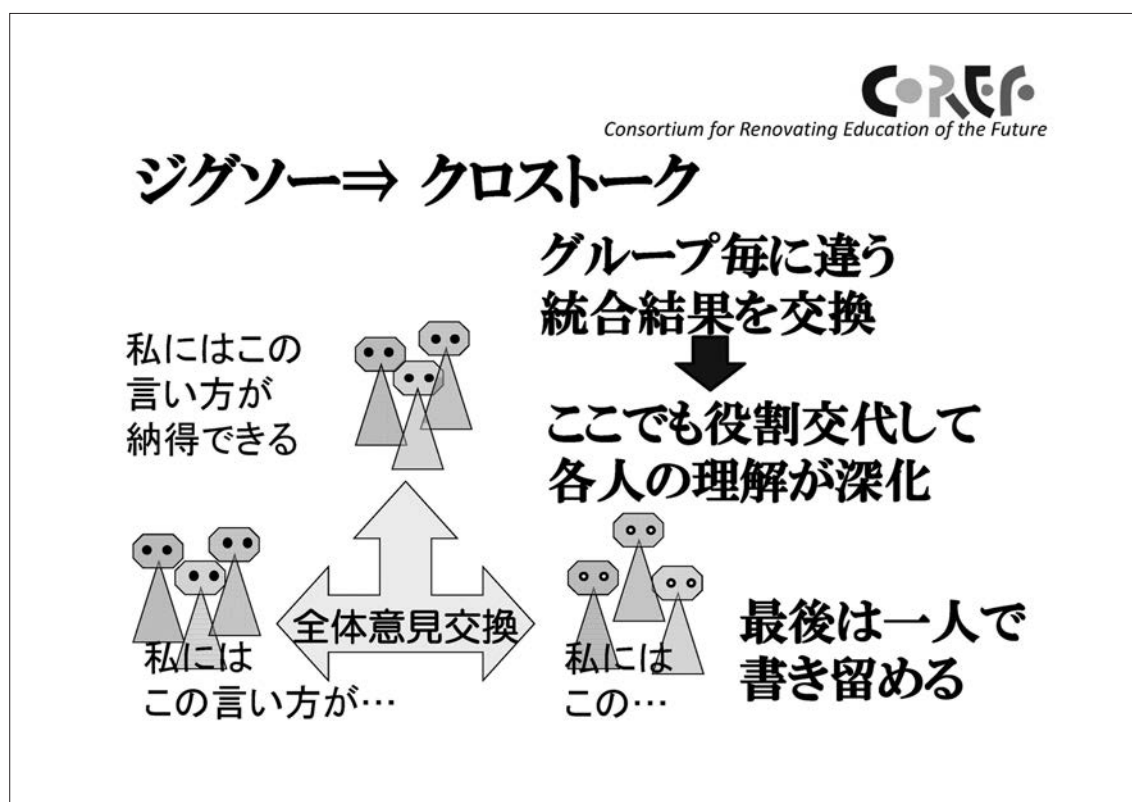 CoREF
Consortium for Renovating Education of the Future
ジグソー⇒ クロストーク
グループ毎に違う
統合結果を交換
私にはこの
言い方が
納得できる
ここでも役割交代して
各人の理解が深化
全体意見交換
私には
この言い方が…
私には
この…
最後は一人で
書き留める